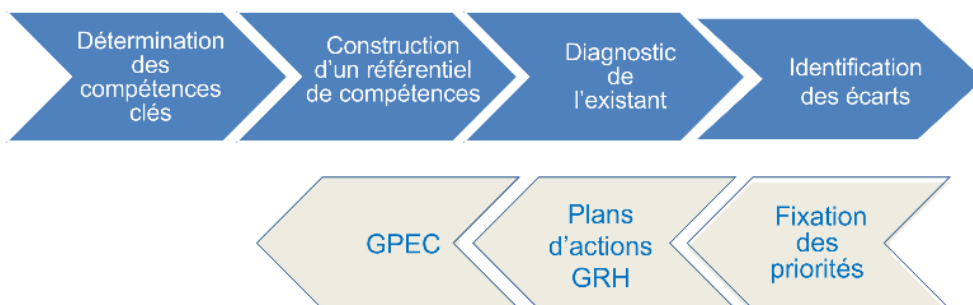 Détermination
des
compétences
clés
Construction
d'un référentiel
de compétences
Diagnostic
de
l'existant
Identification
des écarts
GPEC
Plans
d'actions
GRH
Fixation
des
priorités